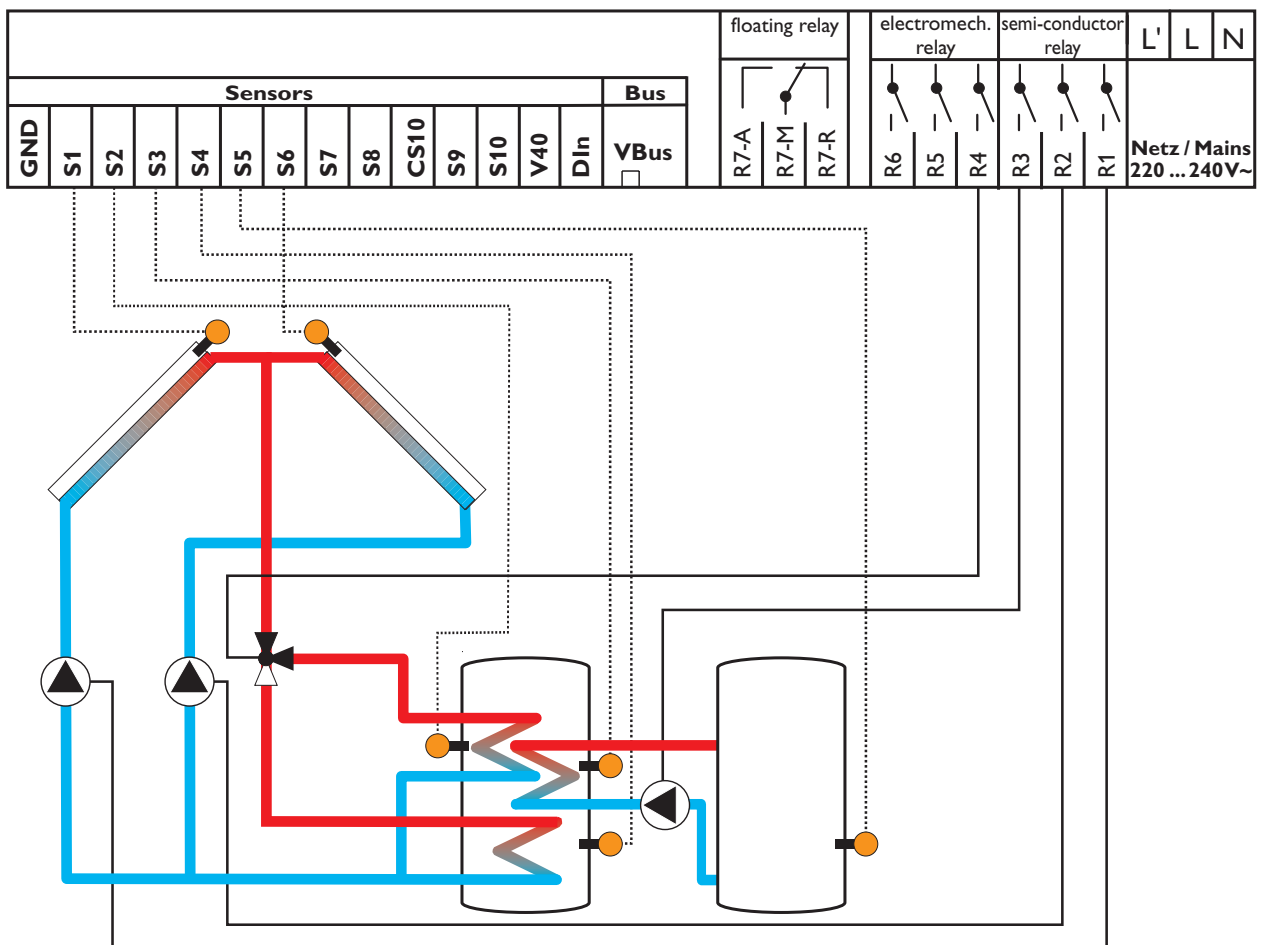 floating relay
electromech. relay
semi-conductor relay
L'
L
N
Sensors
Bus
GND
S1
S2
S3
S4
S5
S6
S7
S8
CS10
S9
S10
V40
DIn
VBus
R7-A
R7-M
R7-R
R6
R5
R4
R3
R2
R1
Netz / Mains
220 ... 240V~